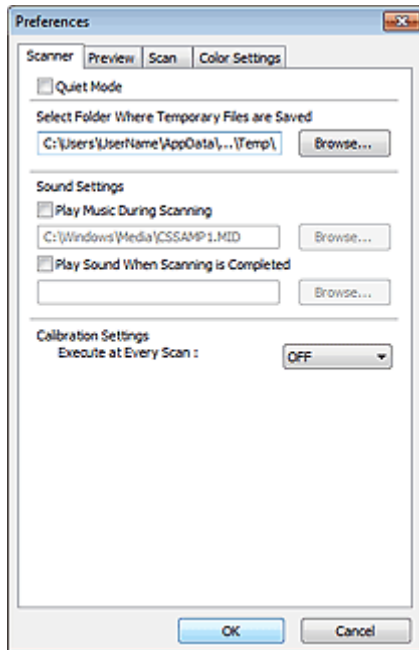 Preferences
Scanner Preview Scan Color Settings
Quiet Mode
Select Folder Where Temporary Files are Saved
C:\Users\UserName\AppData\...\Temp\ Browse...
Sound Settings
Play Music During Scanning
C:\Windows\Media\CSSAMP1.MID Browse...
Play Sound When Scanning is Completed
Browse...
Calibration Settings
Execute at Every Scan : OFF
OK Cancel